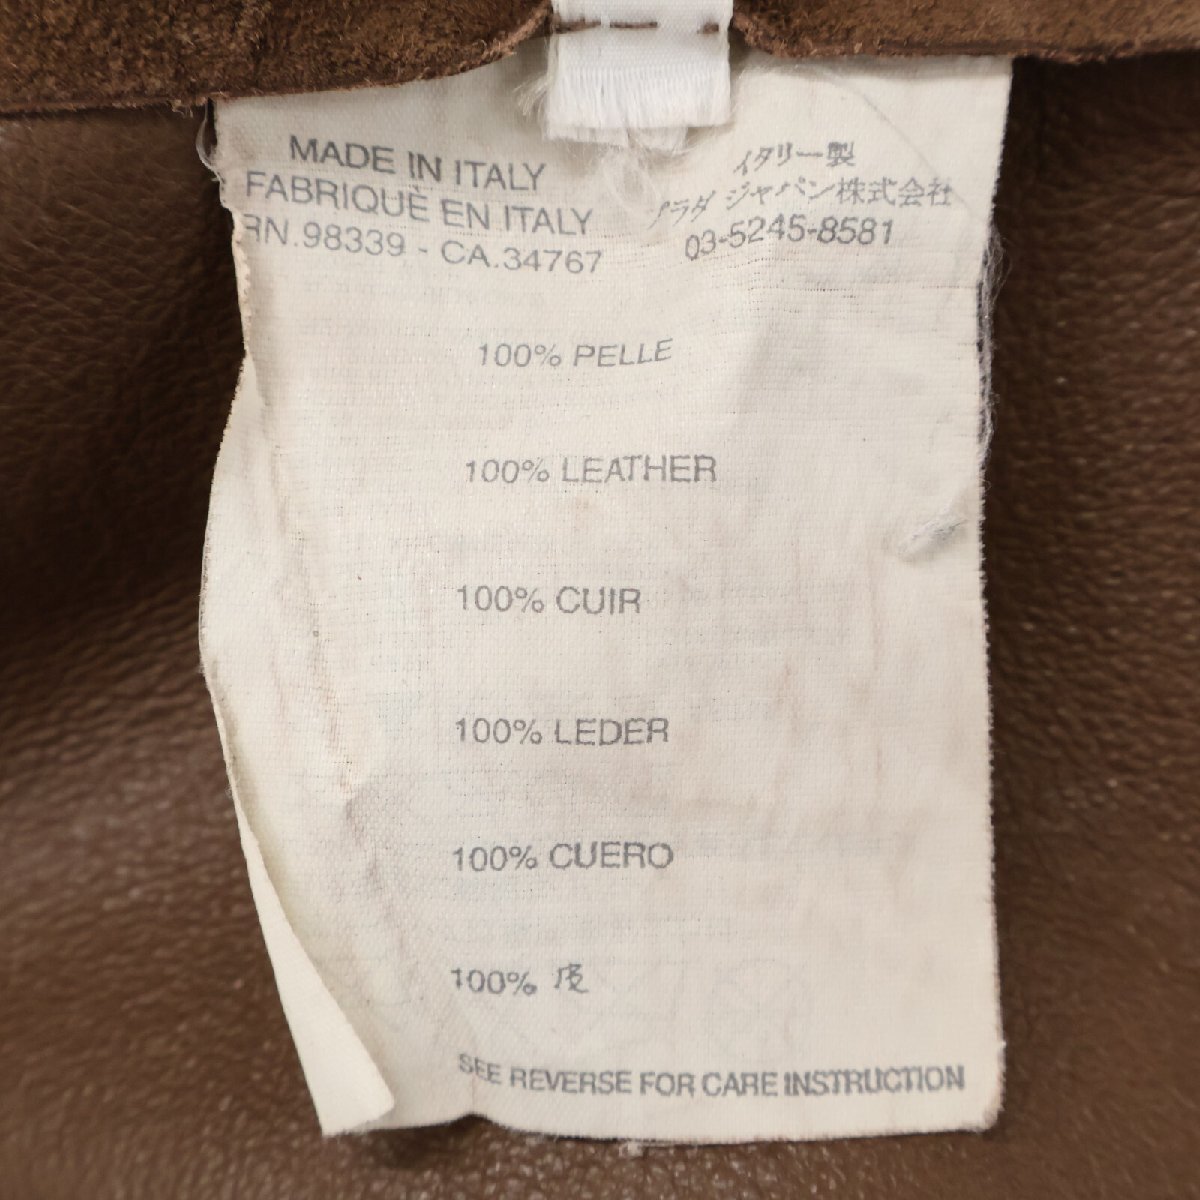 MADE IN ITALY
FABRIQUÈ EN ITALY
RN.98339 - CA.34767
イタリー製
プラダ ジャパン株式会社
03-5245-8581
100% PELLE
100% LEATHER
100% CUIR
100% LEDER
100% CUERO
100% 皮
SEE REVERSE FOR CARE INSTRUCTION